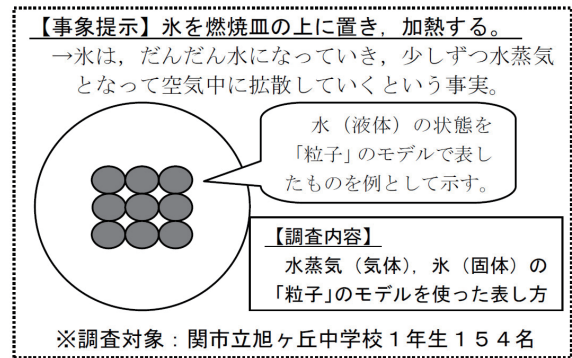 【事象提示】氷を燃焼皿の上に置き，加熱する。
→氷は，だんだん水になっていき，少しずつ水蒸気
となって空気中に拡散していくという事実。
水（液体）の状態を
「粒子」のモデルで表し
たものを例として示す。
【調査内容】
水蒸気（気体），氷（固体）の
「粒子」のモデルを使った表し方
※調査対象：関市立旭ヶ丘中学校１年生１５４名